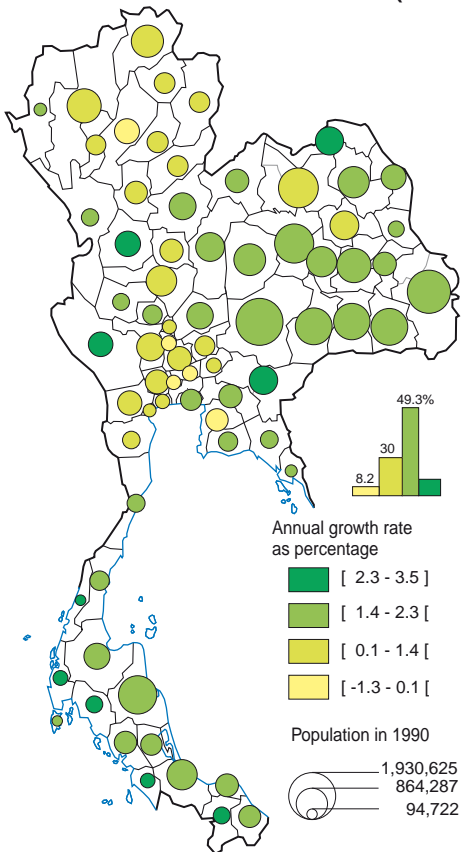 49.3%
30
8.2
Annual growth rate
as percentage
[ 2.3 - 3.5 ]
[ 1.4 - 2.3 [
[ 0.1 - 1.4 [
[ -1.3 - 0.1 [
Population in 1990
1,930,625
864,287
94,722